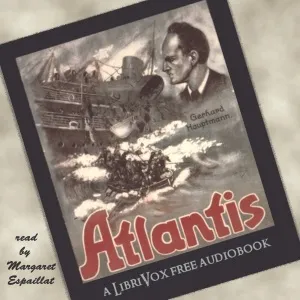 Gerhard
Hauptmann
Atlantis
A LIBRIVOX FREE AUDIOBOOK
read
by
Margaret
Espaillat